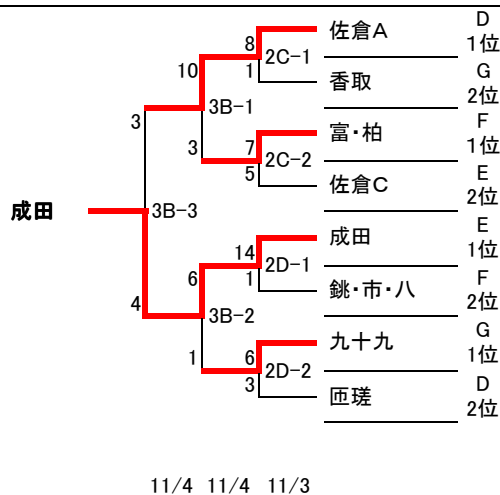 D
8 佐倉A 1位
10 2C-1
1 香取 G
2位
3 3B-1
F
7 富・柏 1位
3 2C-2
5 佐倉C E
2位
成田 3B-3
E
14 成田 1位
6 2D-1
1 銚・市・八 F
2位
4 3B-2
G
6 九十九 1位
1 2D-2
3 匝瑳 D
2位
11/4 11/4 11/3